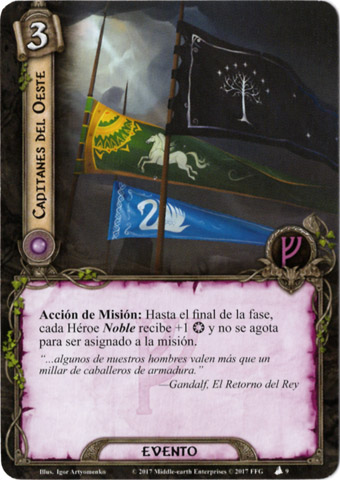 3
CAPITANES DEL OESTE
Acción de Misión: Hasta el final de la fase,
cada Héroe Noble recibe +1 y no se agota
para ser asignado a la misión.
“...algunos de nuestros hombres valen más que un
millar de caballeros de armadura.”
—Gandalf, El Retorno del Rey
EVENTO
Illus. Igor Artyomenko © 2017 Middle-earth Enterprises © 2017 FFG 9